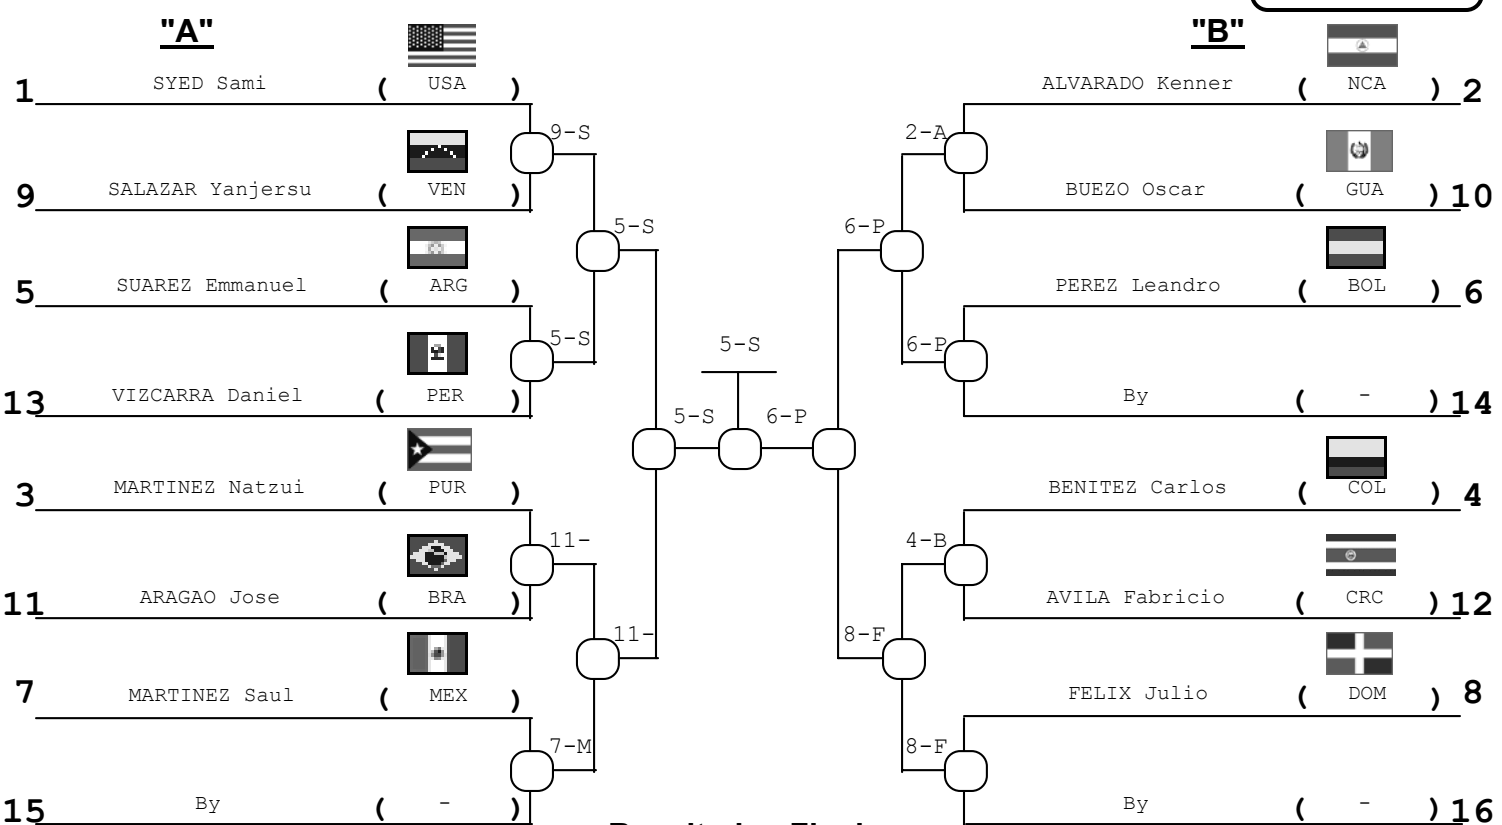 "A" "B"
1 SYED Sami ( USA ) ALVARADO Kenner ( NCA ) 2
9-S 2-A
9 SALAZAR Yanjersu ( VEN ) BUEZO Oscar ( GUA ) 10
5-S 6-P
5 SUAREZ Emmanuel ( ARG ) PEREZ Leandro ( BOL ) 6
5-S 5-S 6-P
13 VIZCARRA Daniel ( PER ) By ( - ) 14
5-S 6-P
3 MARTINEZ Natzui ( PUR ) BENITEZ Carlos ( COL ) 4
11- 4-B
11 ARAGAO Jose ( BRA ) AVILA Fabricio ( CRC ) 12
11- 8-F
7 MARTINEZ Saul ( MEX ) FELIX Julio ( DOM ) 8
7-M 8-F
15 By ( - ) By ( - ) 16